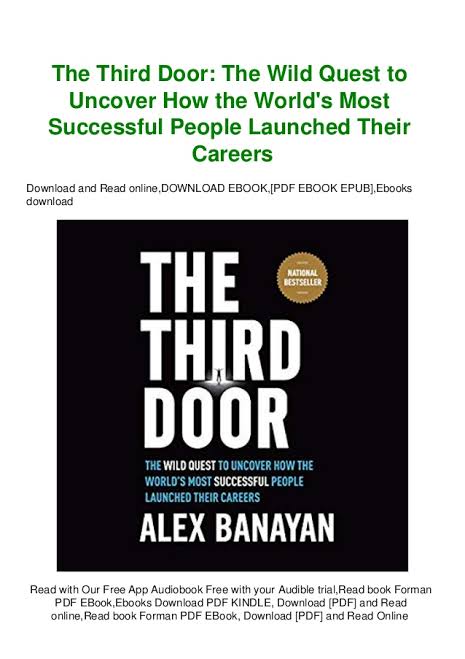 The Third Door: The Wild Quest to
Uncover How the World's Most
Successful People Launched Their
Careers
Download and Read online,DOWNLOAD EBOOK,[PDF EBOOK EPUB],Ebooks
download
THE
THIRD
DOOR
NATIONAL
BESTSELLER
THE WILD QUEST TO UNCOVER HOW THE
WORLD'S MOST SUCCESSFUL PEOPLE
LAUNCHED THEIR CAREERS
ALEX BANAYAN
Read with Our Free App Audiobook Free with your Audible trial,Read book Forman
PDF EBook,Ebooks Download PDF KINDLE, Download [PDF] and Read
online,Read book Forman PDF EBook, Download [PDF] and Read Online